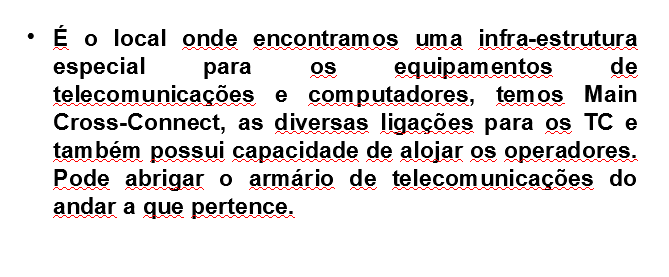 • É o local onde encontramos uma infra-estrutura
especial para os equipamentos de
telecomunicações e computadores, temos Main
Cross-Connect, as diversas ligações para os TC e
também possui capacidade de alojar os operadores.
Pode abrigar o armário de telecomunicações do
andar a que pertence.